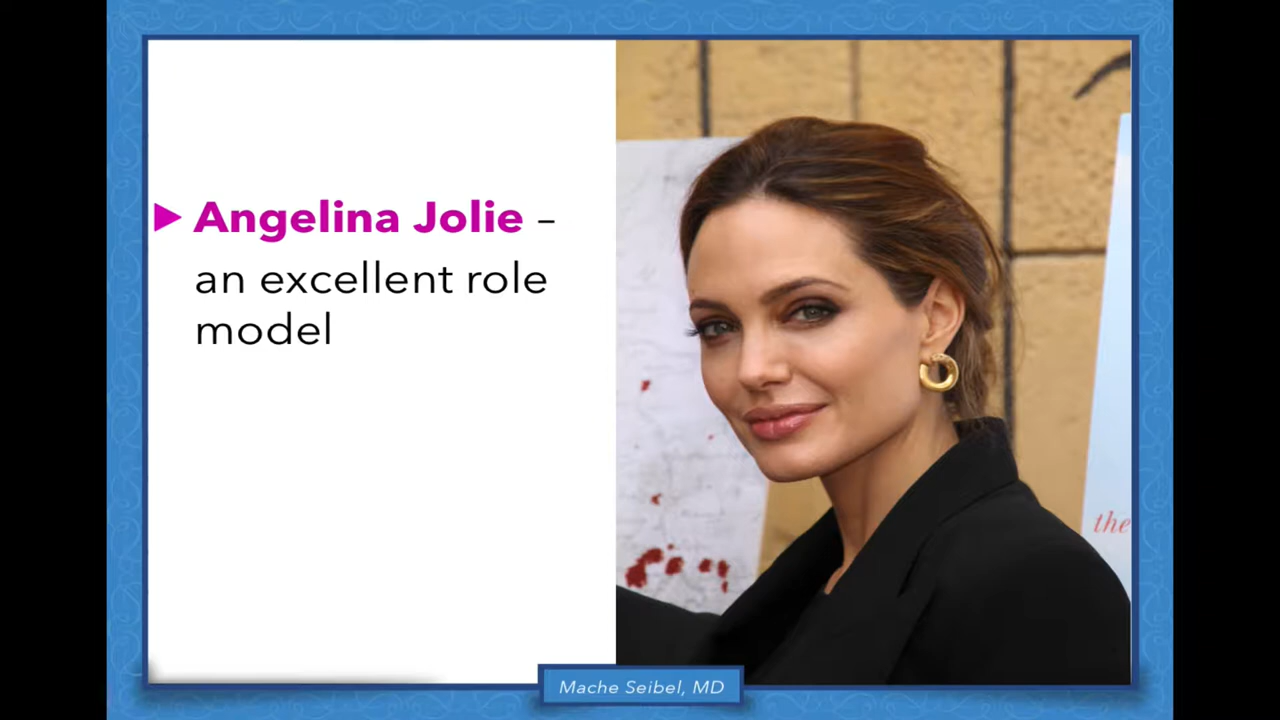 ▶ Angelina Jolie –
an excellent role
model
the
Mache Seibel, MD